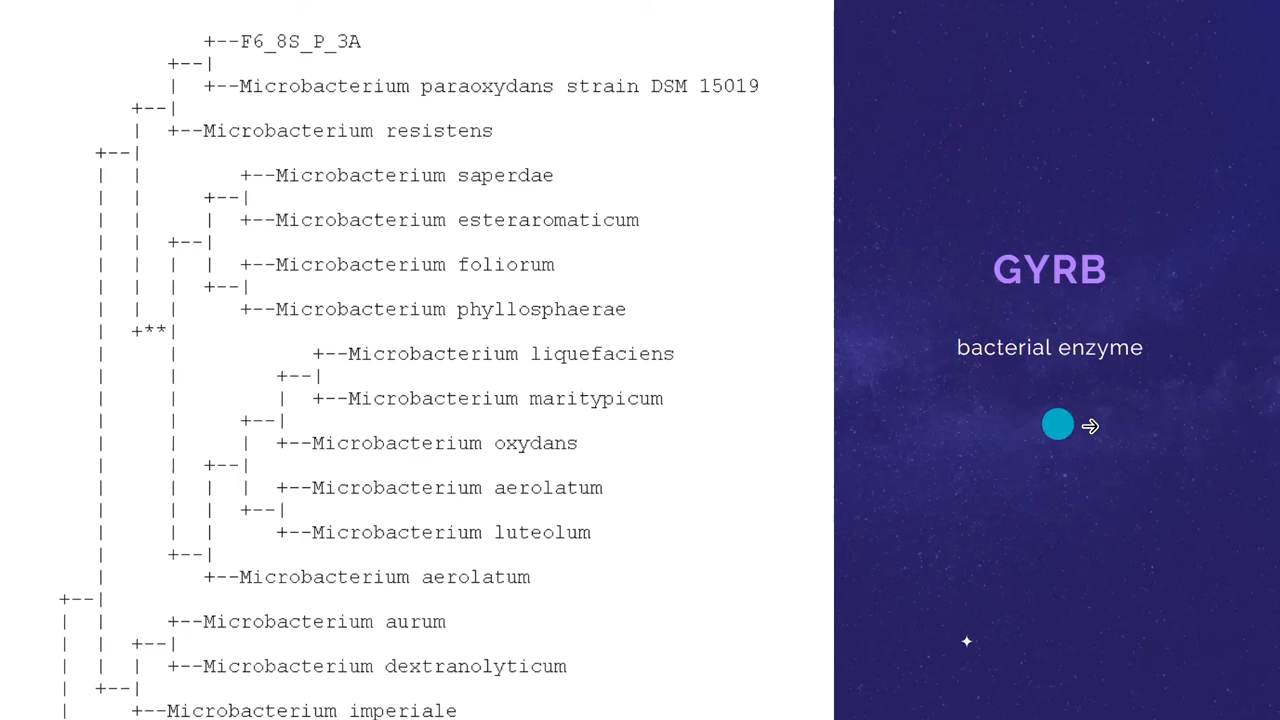 F6_8S_P_3A
Microbacterium paraoxydans strain DSM 15019
Microbacterium resistens
Microbacterium saperdae
Microbacterium esteraromaticum
Microbacterium foliorum
Microbacterium phyllosphaerae
Microbacterium liquefaciens
Microbacterium maritypicum
Microbacterium oxydans
Microbacterium aerolatum
Microbacterium luteolum
Microbacterium aerolatum
Microbacterium aurum
Microbacterium dextranolyticum
Microbacterium imperiale
GYRB
bacterial enzyme